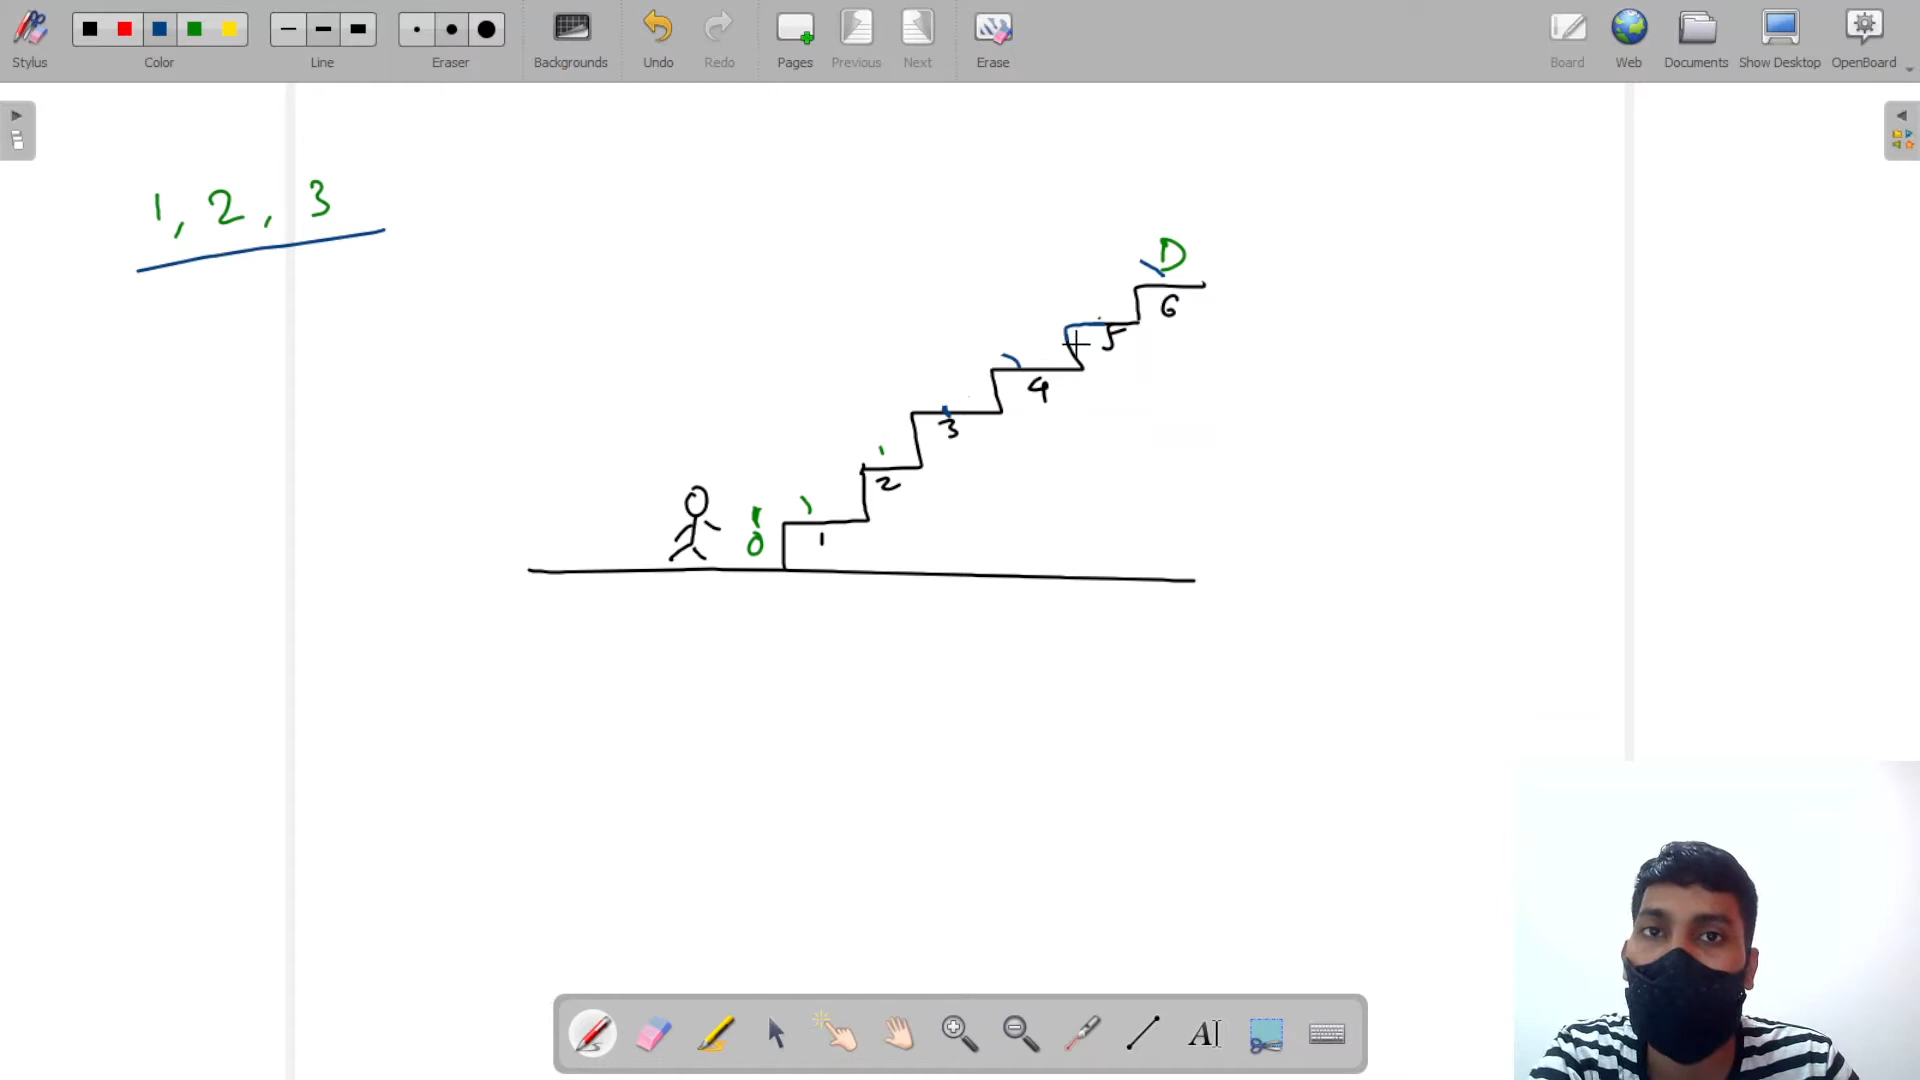 Stylus Color Line Eraser Backgrounds Undo Redo Pages Previous Next Erase Board Web Documents Show Desktop OpenBoard
1, 2, 3
D
6
5
4
3
2
0
1
AI